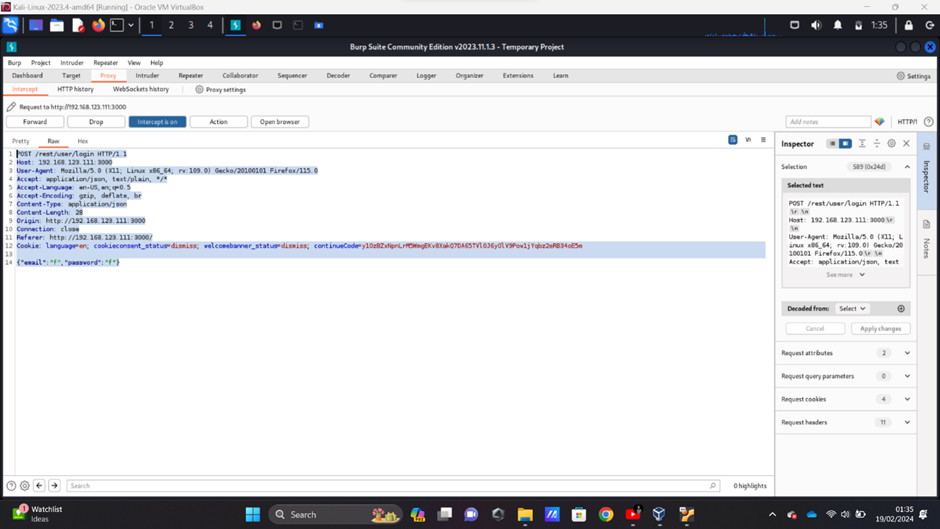 Kali-Linux-2023.4-amd64 [Running] - Oracle VM VirtualBox
1 2 3 4
1:35
Burp Suite Community Edition v2023.11.1.3 - Temporary Project
Burp Project Intruder Repeater View Help
Dashboard Target Proxy Intruder Repeater Collaborator Sequencer Decoder Comparer Logger Organizer Extensions Learn
Settings
Intercept HTTP history WebSockets history Proxy settings
Request to http://192.168.123.111:3000
Forward Drop Intercept is on Action Open browser
Add notes
HTTP/1
Pretty Raw Hex
1 POST /rest/user/login HTTP/1.1
2 Host: 192.168.123.111:3000
3 User-Agent: Mozilla/5.0 (X11; Linux x86_64; rv:109.0) Gecko/20100101 Firefox/115.0
4 Accept: application/json, text/plain, */*
5 Accept-Language: en-US,en;q=0.5
6 Accept-Encoding: gzip, deflate, br
7 Content-Type: application/json
8 Content-Length: 28
9 Origin: http://192.168.123.111:3000
10 Connection: close
11 Referer: http://192.168.123.111:3000/
12 Cookie: language=en; cookieconsent_status=dismiss; welcomebanner_status=dismiss; continueCode=
13
14 {"email":"f","password":"f"}
Inspector
Selection 589 (0x24d)
Selected text
POST /rest/user/login HTTP/1.1
\r \n
Host: 192.168.123.111:3000 \r
\n
User-Agent: Mozilla/5.0 (X11; L
inux x86_64; rv:109.0) Gecko/20
100101 Firefox/115.0 \r \n
Accept: application/json, text
See more
Decoded from: Select
Cancel Apply changes
Request attributes 2
Request query parameters 0
Request cookies 4
Request headers 11
Inspector
Notes
Search
0 highlights
1
Watchlist
Ideas
Search
01:35
19/02/2024